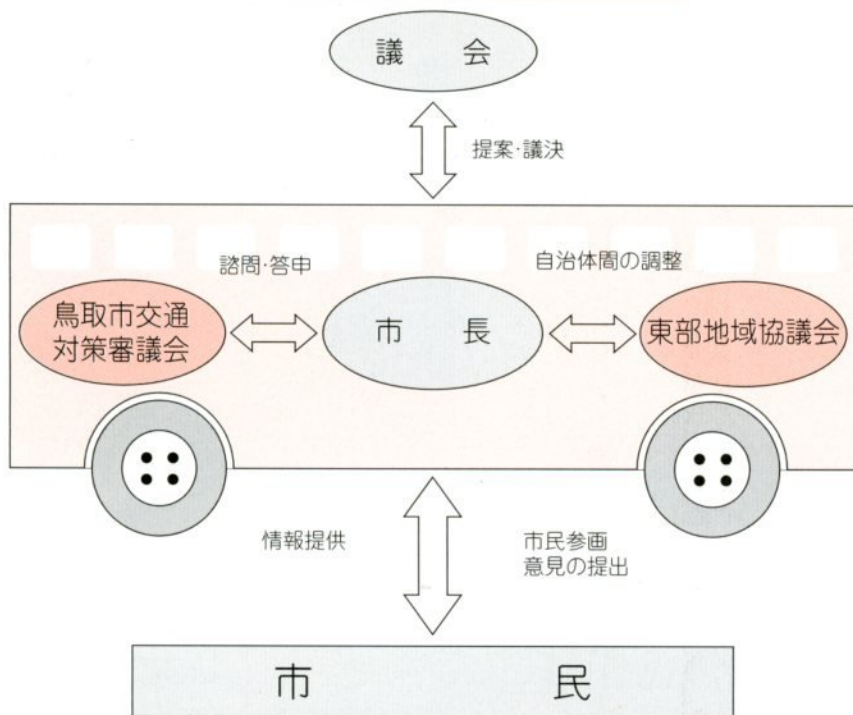 議 会
提案・議決
諮問・答申
自治体間の調整
鳥取市交通
対策審議会
市 長
東部地域協議会
情報提供
市民参画
意見の提出
市 民